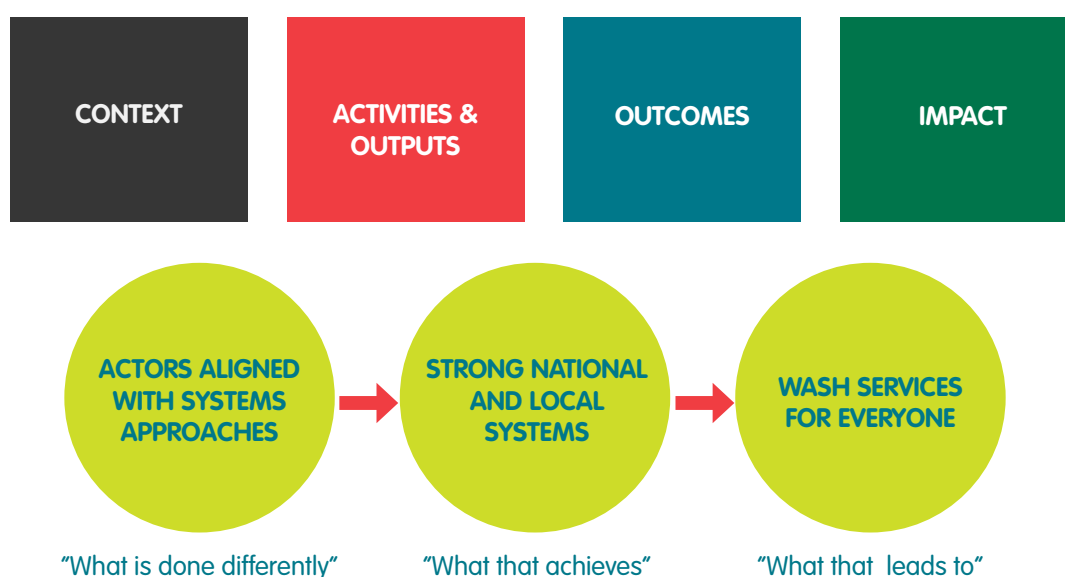 CONTEXT
ACTIVITIES &
OUTPUTS
OUTCOMES
IMPACT
ACTORS ALIGNED
WITH SYSTEMS
APPROACHES
STRONG NATIONAL
AND LOCAL
SYSTEMS
WASH SERVICES
FOR EVERYONE
"What is done differently"
"What that achieves"
"What that leads to"